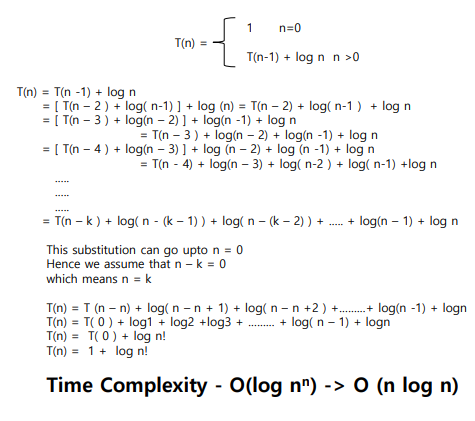 1 n=0
T(n) =
T(n-1) + log n n >0
T(n) = T(n -1) + log n
= [ T(n – 2 ) + log( n-1) ] + log (n) = T(n – 2) + log( n-1 ) + log n
= [ T(n – 3 ) + log(n – 2) ] + log(n -1) + log n
= T(n – 3 ) + log(n – 2) + log(n -1) + log n
= [ T(n – 4 ) + log(n – 3) ] + log (n – 2) + log (n -1) + log n
= T(n - 4) + log(n – 3) + log( n-2 ) + log( n-1) +log n
.....
.....
.....
= T(n – k ) + log( n - (k – 1) ) + log( n – (k – 2) ) + ..... + log(n – 1) + log n
This substitution can go upto n = 0
Hence we assume that n – k = 0
which means n = k
T(n) = T (n – n) + log( n – n + 1) + log( n – n +2 ) +.........+ log(n -1) + logn
T(n) = T( 0 ) + log1 + log2 +log3 + ......... + log( n – 1) + logn
T(n) = T( 0 ) + log n!
T(n) = 1 + log n!
Time Complexity - O(log nⁿ) -> O (n log n)